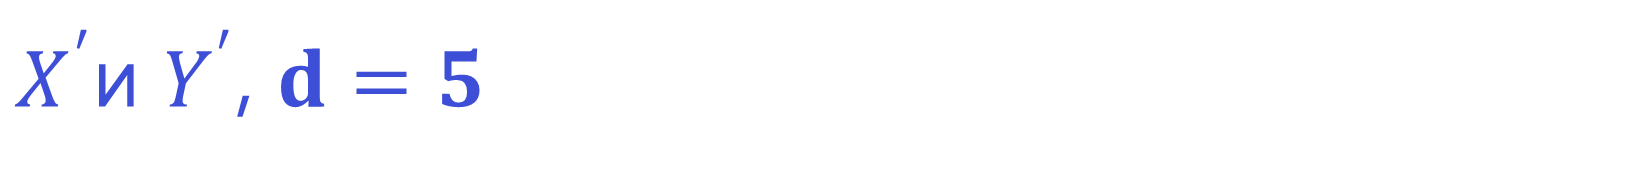 X′ и Y′, d = 5